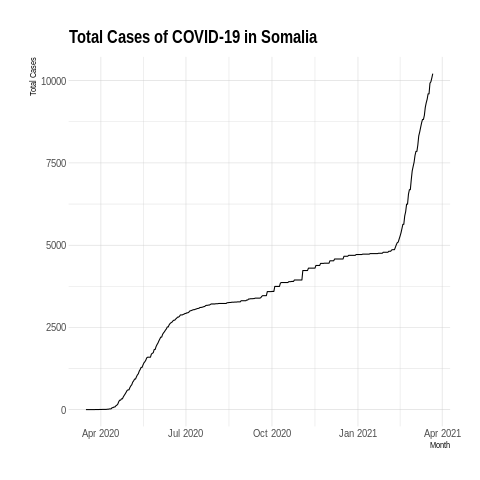 Total Cases of COVID-19 in Somalia
Total Cases
10000
7500
5000
2500
0
Apr 2020 Jul 2020 Oct 2020 Jan 2021 Apr 2021
Month